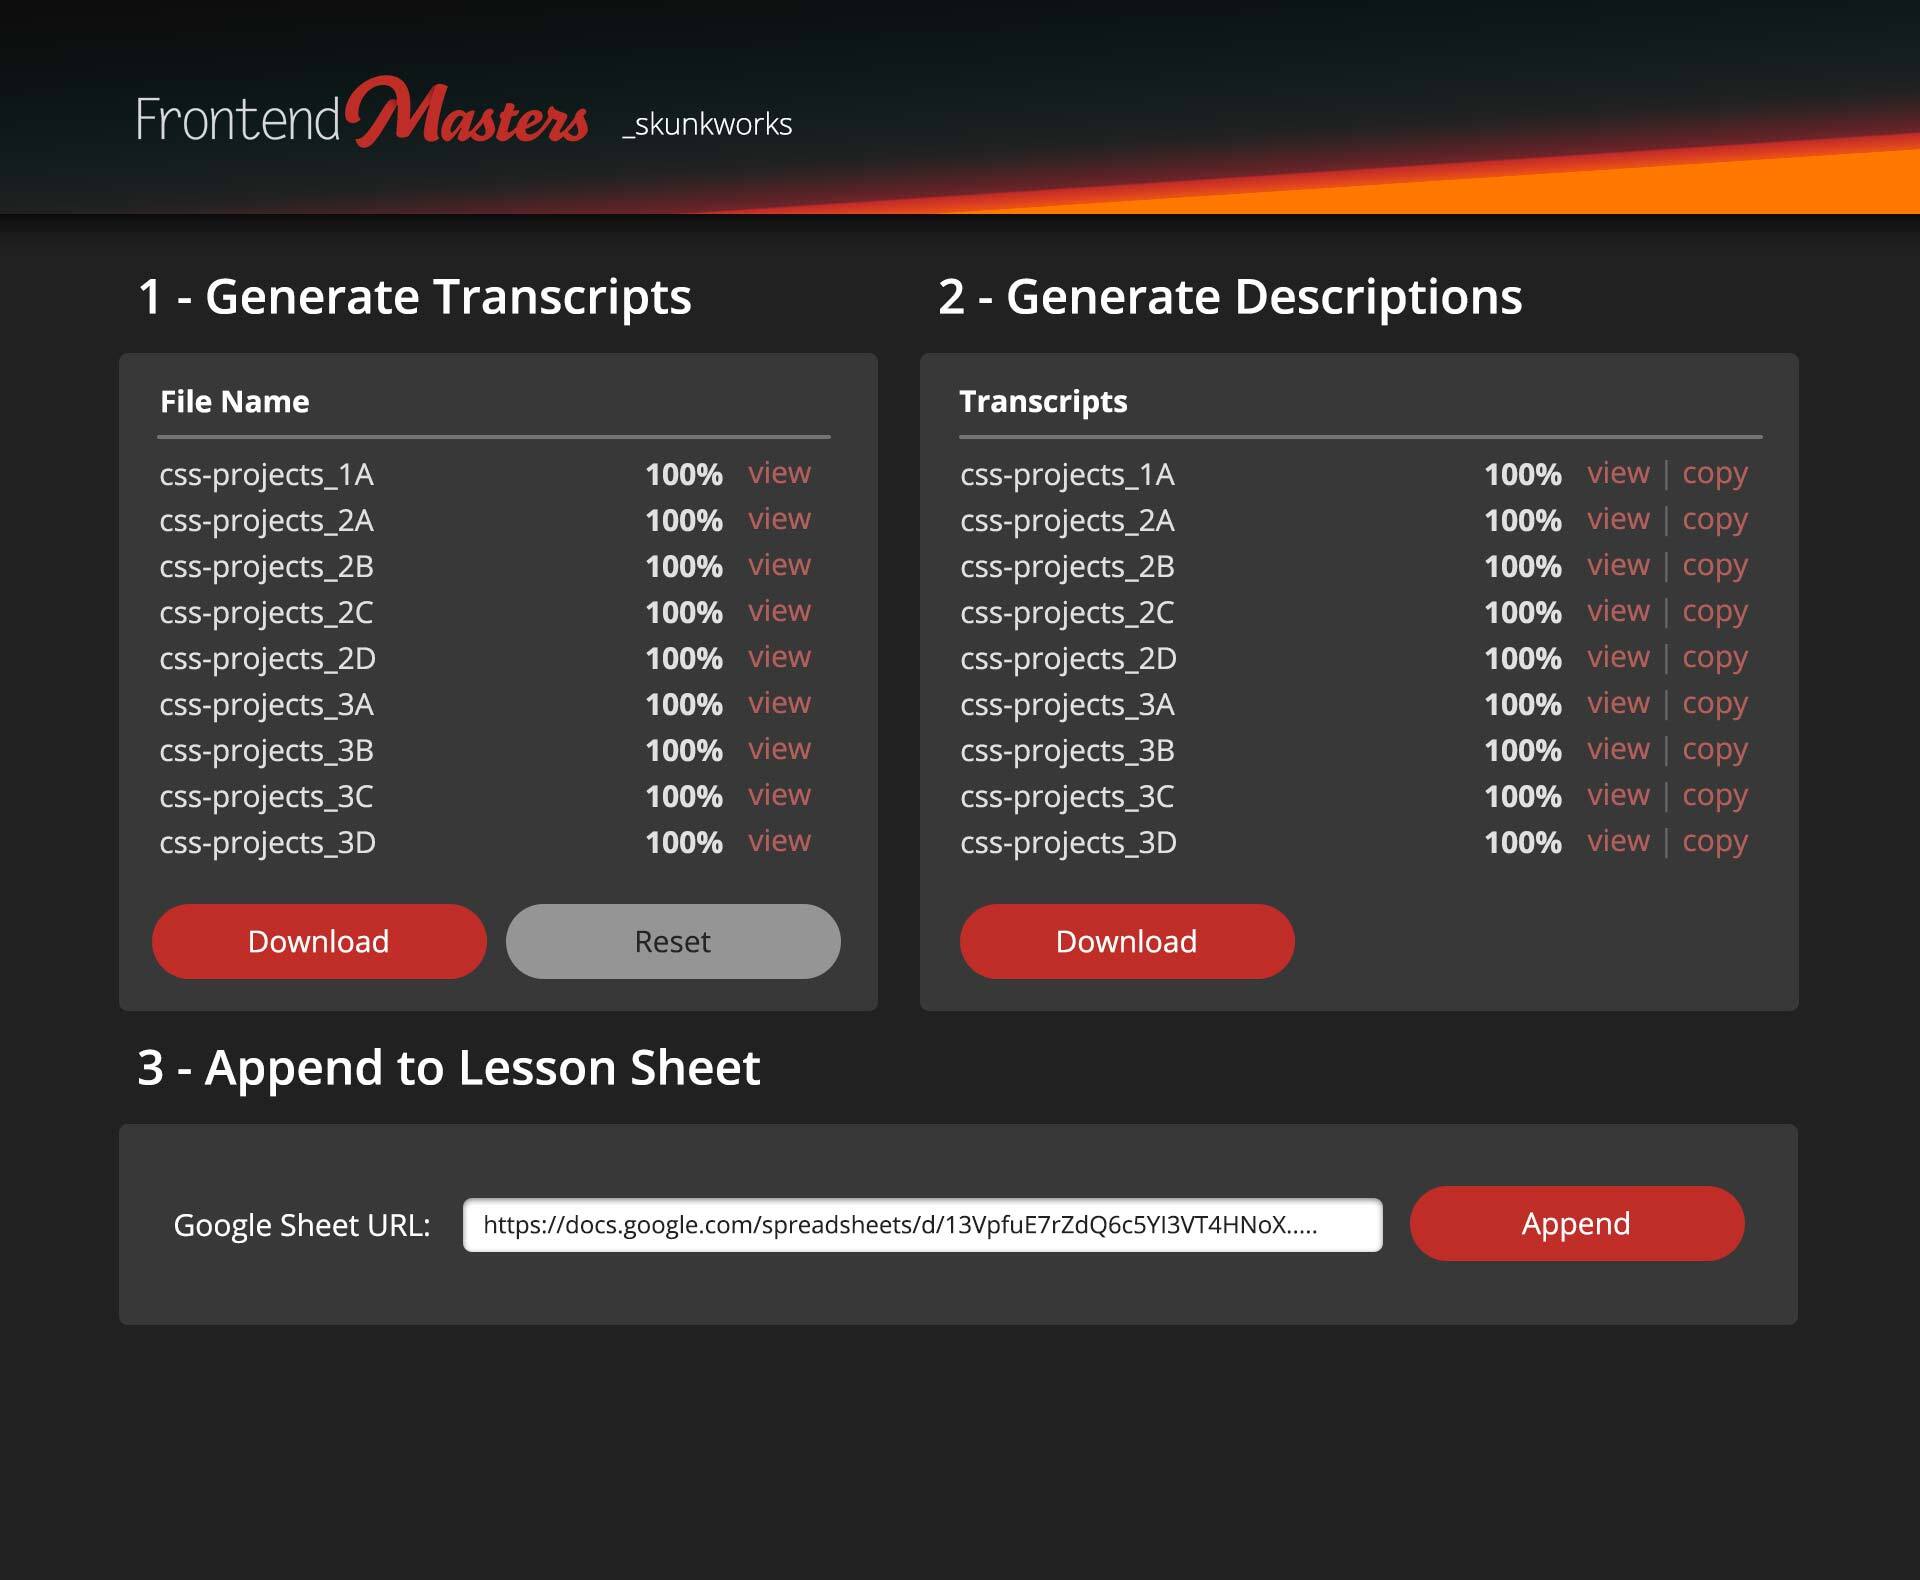 Frontend Masters _skunkworks
1 - Generate Transcripts
File Name
css-projects_1A 100% view
css-projects_2A 100% view
css-projects_2B 100% view
css-projects_2C 100% view
css-projects_2D 100% view
css-projects_3A 100% view
css-projects_3B 100% view
css-projects_3C 100% view
css-projects_3D 100% view
Download Reset
2 - Generate Descriptions
Transcripts
css-projects_1A 100% view | copy
css-projects_2A 100% view | copy
css-projects_2B 100% view | copy
css-projects_2C 100% view | copy
css-projects_2D 100% view | copy
css-projects_3A 100% view | copy
css-projects_3B 100% view | copy
css-projects_3C 100% view | copy
css-projects_3D 100% view | copy
Download
3 - Append to Lesson Sheet
Google Sheet URL: https://docs.google.com/spreadsheets/d/13VpfuE7rZdQ6c5YI3VT4HNoX..... Append